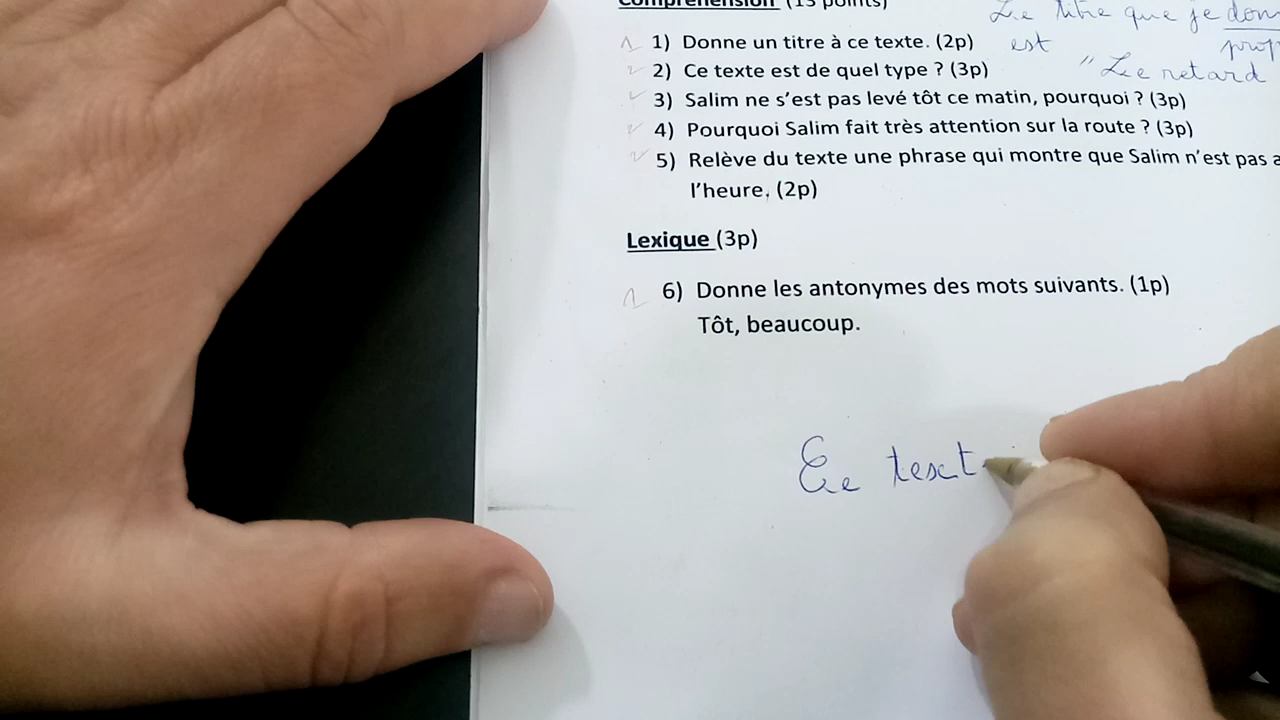 Compréhension (13 points)
Le titre que je don
1) Donne un titre à ce texte. (2p)
est prop
2) Ce texte est de quel type ? (3p)
"Le retard
3) Salim ne s'est pas levé tôt ce matin, pourquoi ? (3p)
4) Pourquoi Salim fait très attention sur la route ? (3p)
5) Relève du texte une phrase qui montre que Salim n'est pas a
l'heure. (2p)
Lexique (3p)
6) Donne les antonymes des mots suivants. (1p)
Tôt, beaucoup.
Ce text